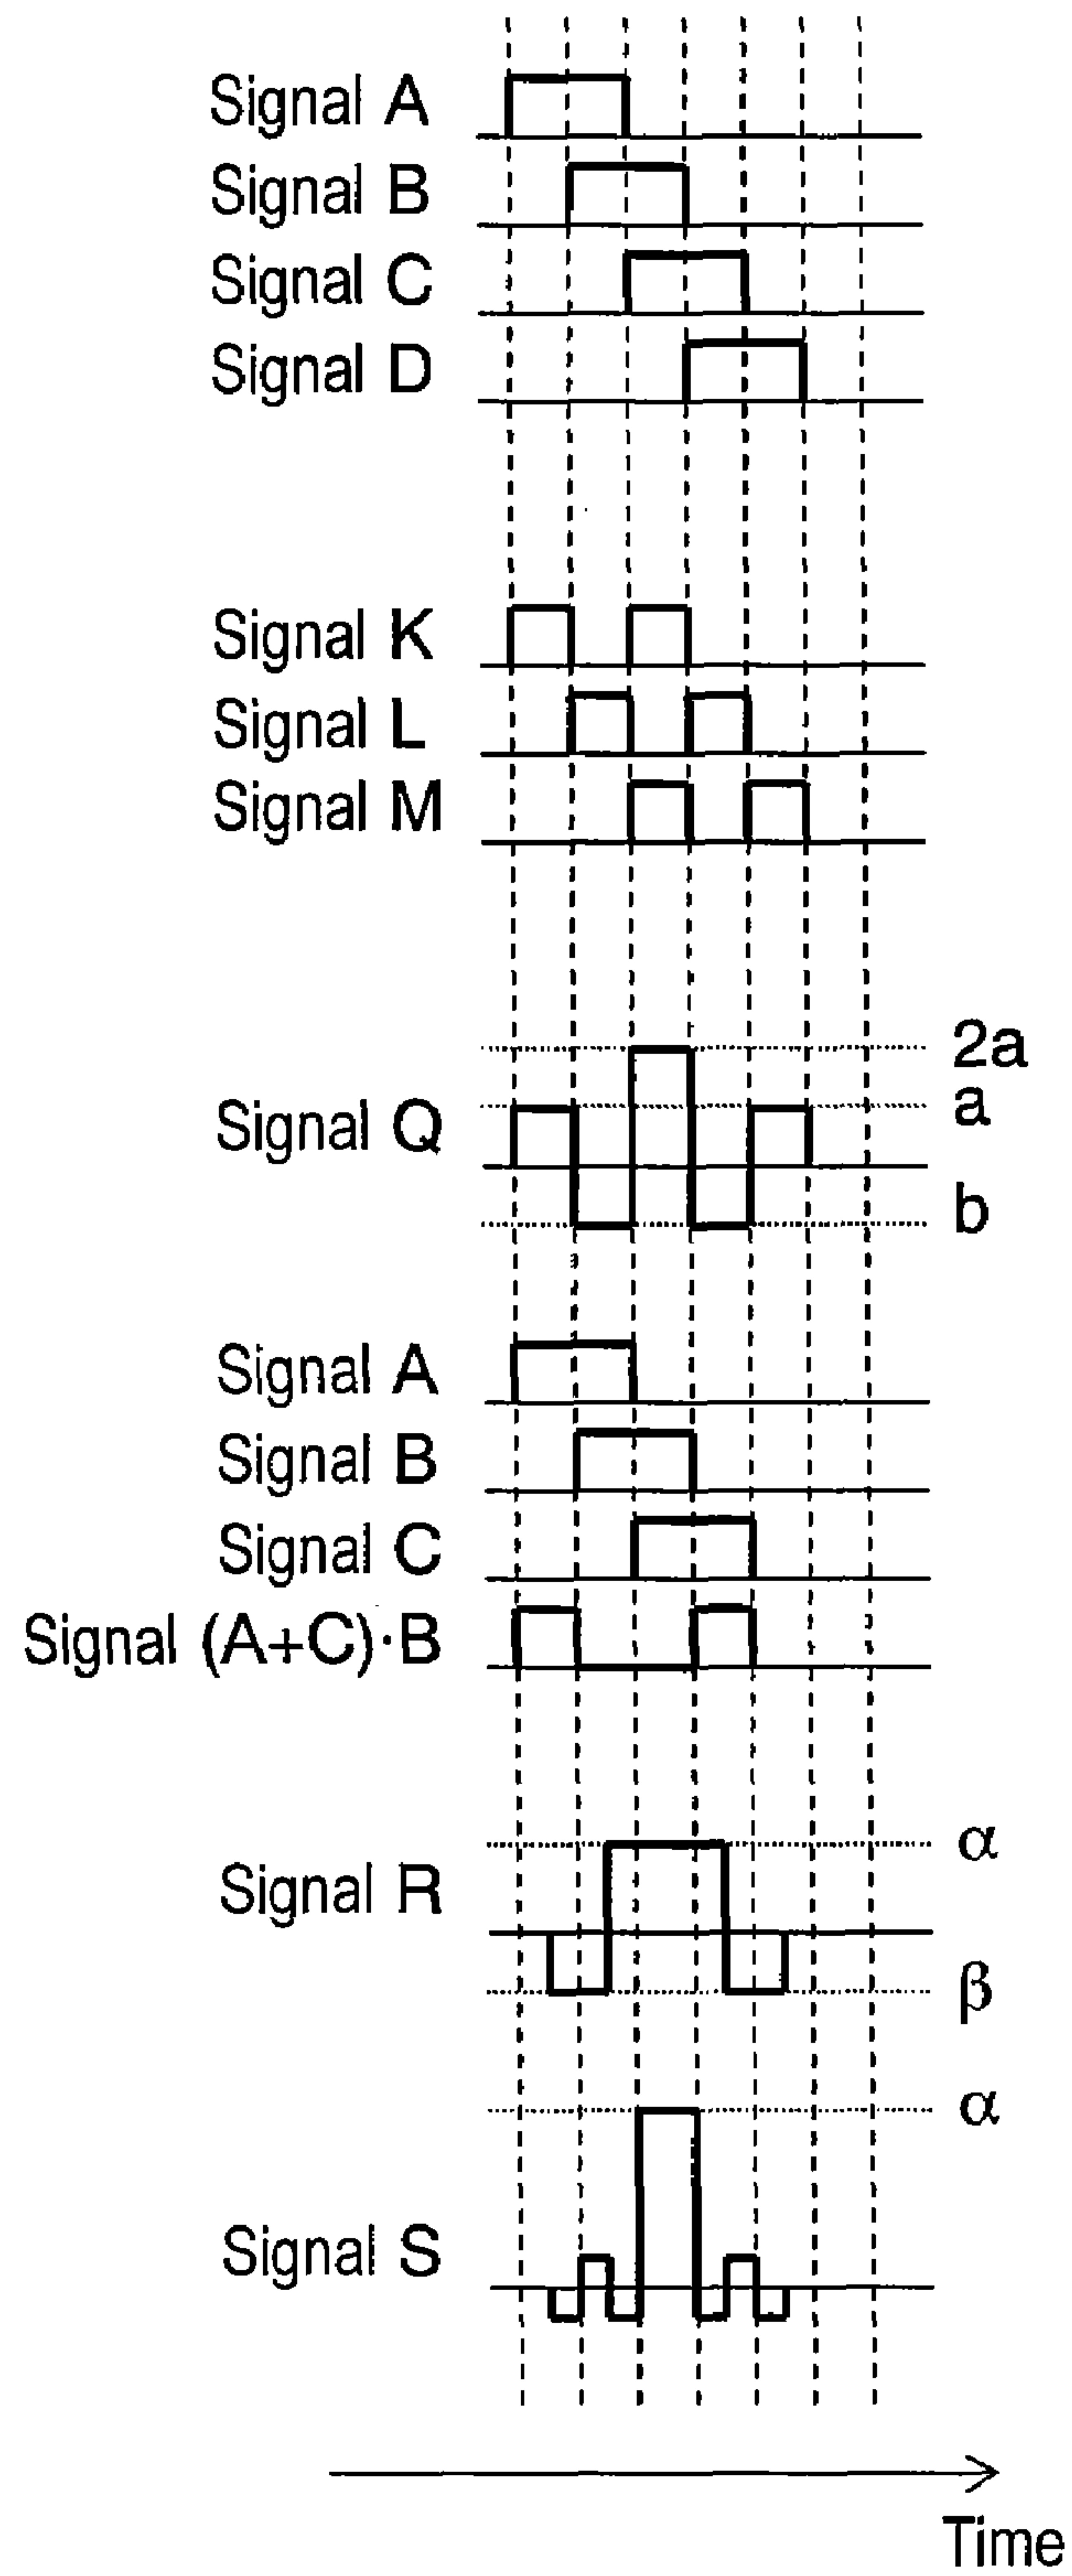 Signal A
Signal B
Signal C
Signal D
Signal K
Signal L
Signal M
2a
a
Signal Q
b
Signal A
Signal B
Signal C
Signal (A+C)·B
α
Signal R
β
α
Signal S
Time